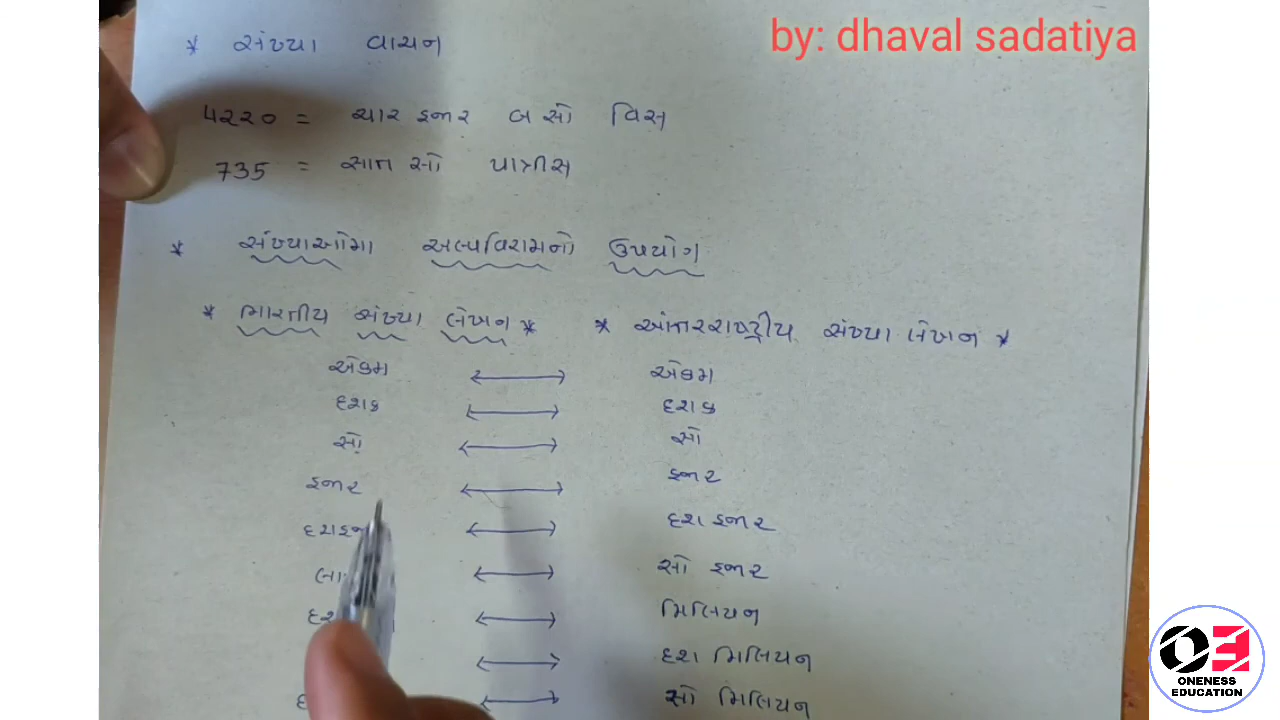 by: dhaval sadatiya
* સંખ્યા વાચન
4220 = ચાર હજાર બ સો વિસ
735 = સાત સો પાત્રીસ
* સંખ્યાઓમા અલ્પવિરામનો ઉપયોગ
* ભારતીય સંખ્યા લેખન * * આંતરરાષ્ટ્રીય સંખ્યા લેખન *
એકમ ↔ એકમ
દશક ↔ દશક
સો ↔ સો
હજાર ↔ હજાર
↔ દશ હજાર
↔ સો હજાર
↔ મિલિયન
↔ દશ મિલિયન
↔ સો મિલિયન
OE
ONENESS
EDUCATION